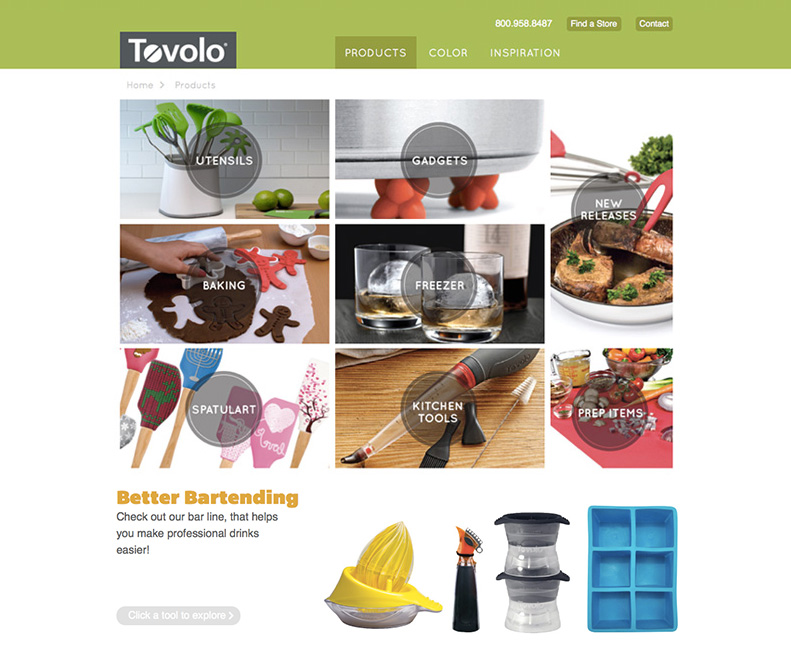 800.958.8487 Find a Store Contact
Tovolo®
PRODUCTS COLOR INSPIRATION
Home > Products
UTENSILS
GADGETS
NEW
RELEASES
BAKING
FREEZER
SPATULART
KITCHEN
TOOLS
PREP ITEMS
Better Bartending
Check out our bar line, that helps
you make professional drinks
easier!
Click a tool to explore >